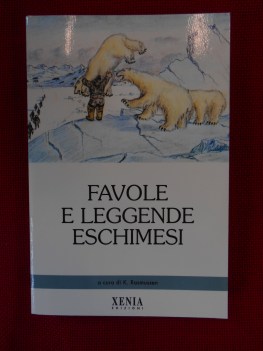 FAVOLE
E LEGGENDE
ESCHIMESI
a cura di K. Rasmussen
XENIA
EDIZIONI